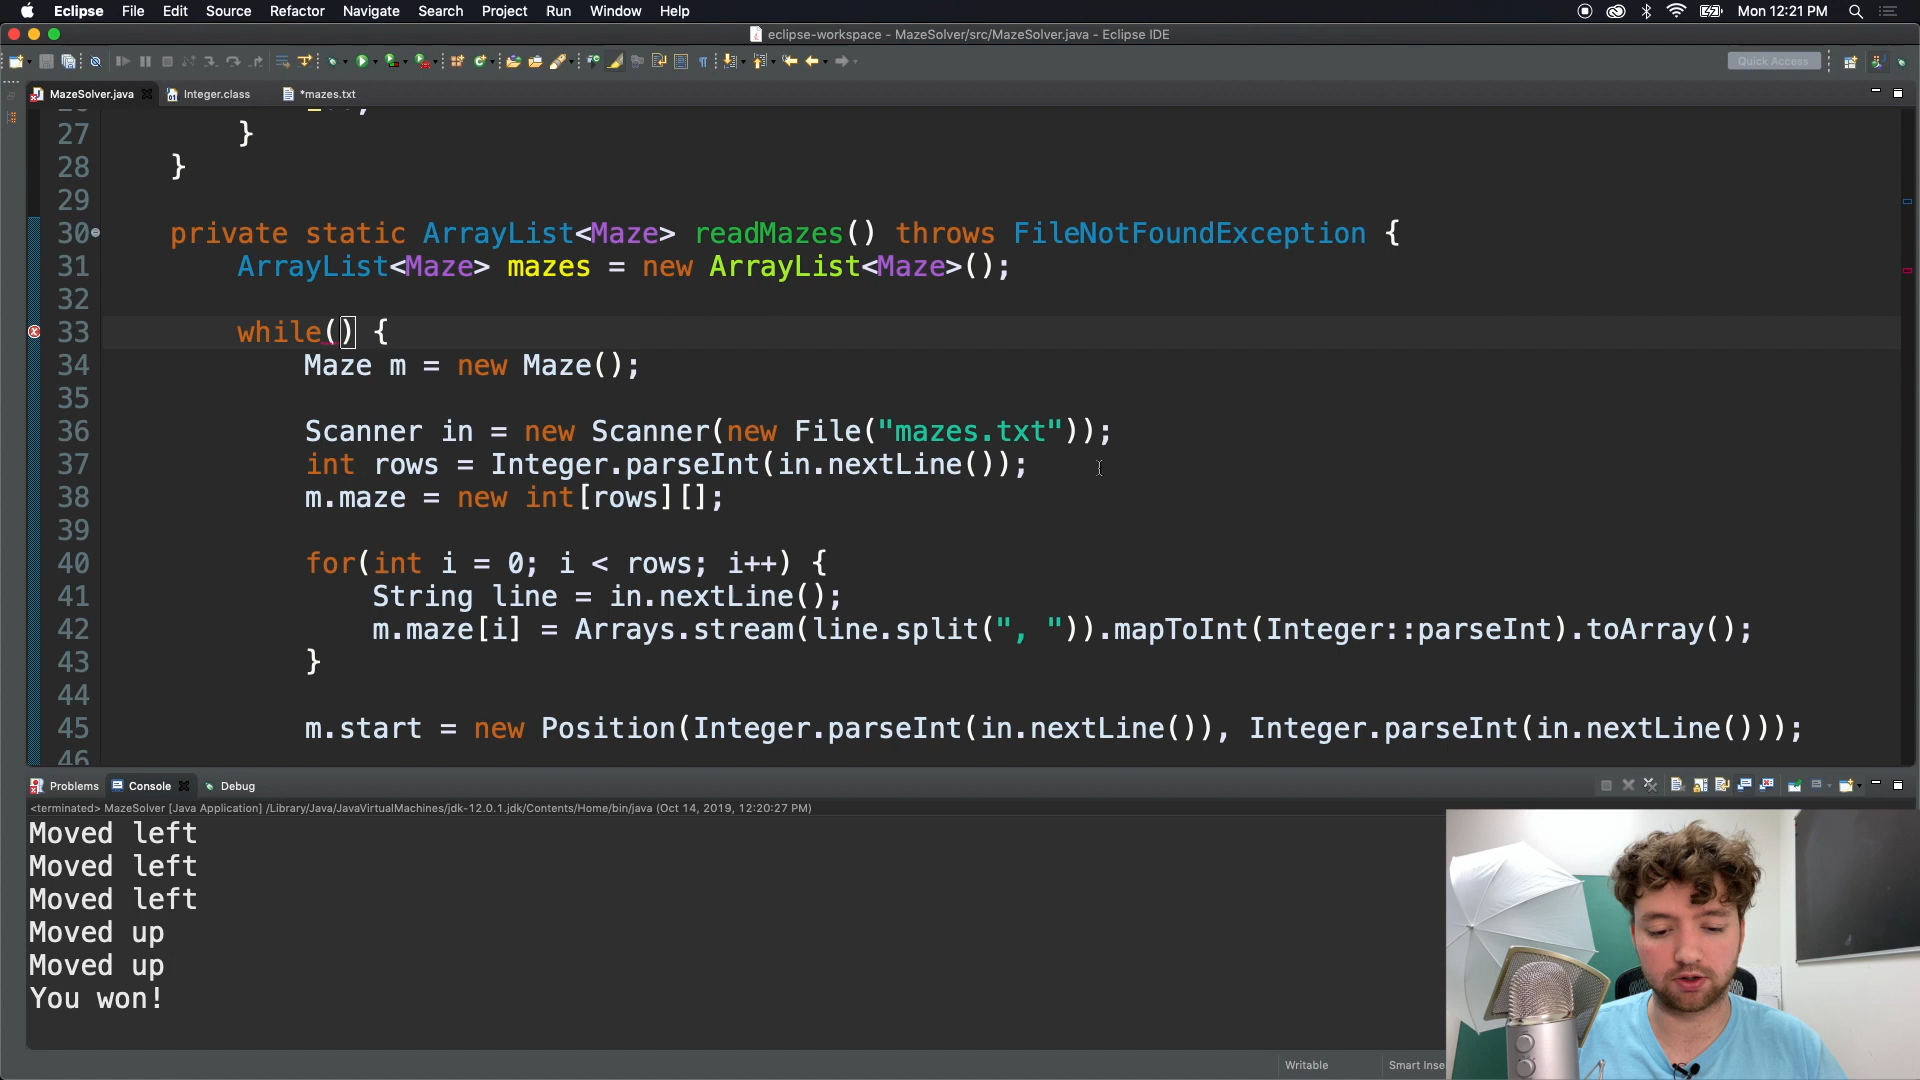 Eclipse File Edit Source Refactor Navigate Search Project Run Window Help Mon 12:21 PM
eclipse-workspace - MazeSolver/src/MazeSolver.java - Eclipse IDE
Quick Access
MazeSolver.java Integer.class *mazes.txt
27 }
28 }
29
30 private static ArrayList<Maze> readMazes() throws FileNotFoundException {
31 ArrayList<Maze> mazes = new ArrayList<Maze>();
32
33 while() {
34 Maze m = new Maze();
35
36 Scanner in = new Scanner(new File("mazes.txt"));
37 int rows = Integer.parseInt(in.nextLine());
38 m.maze = new int[rows][];
39
40 for(int i = 0; i < rows; i++) {
41 String line = in.nextLine();
42 m.maze[i] = Arrays.stream(line.split(", ")).mapToInt(Integer::parseInt).toArray();
43 }
44
45 m.start = new Position(Integer.parseInt(in.nextLine()), Integer.parseInt(in.nextLine()));
46
Problems Console Debug
<terminated> MazeSolver [Java Application] /Library/Java/JavaVirtualMachines/jdk-12.0.1.jdk/Contents/Home/bin/java (Oct 14, 2019, 12:20:27 PM)
Moved left
Moved left
Moved left
Moved up
Moved up
You won!
Writable Smart Inse